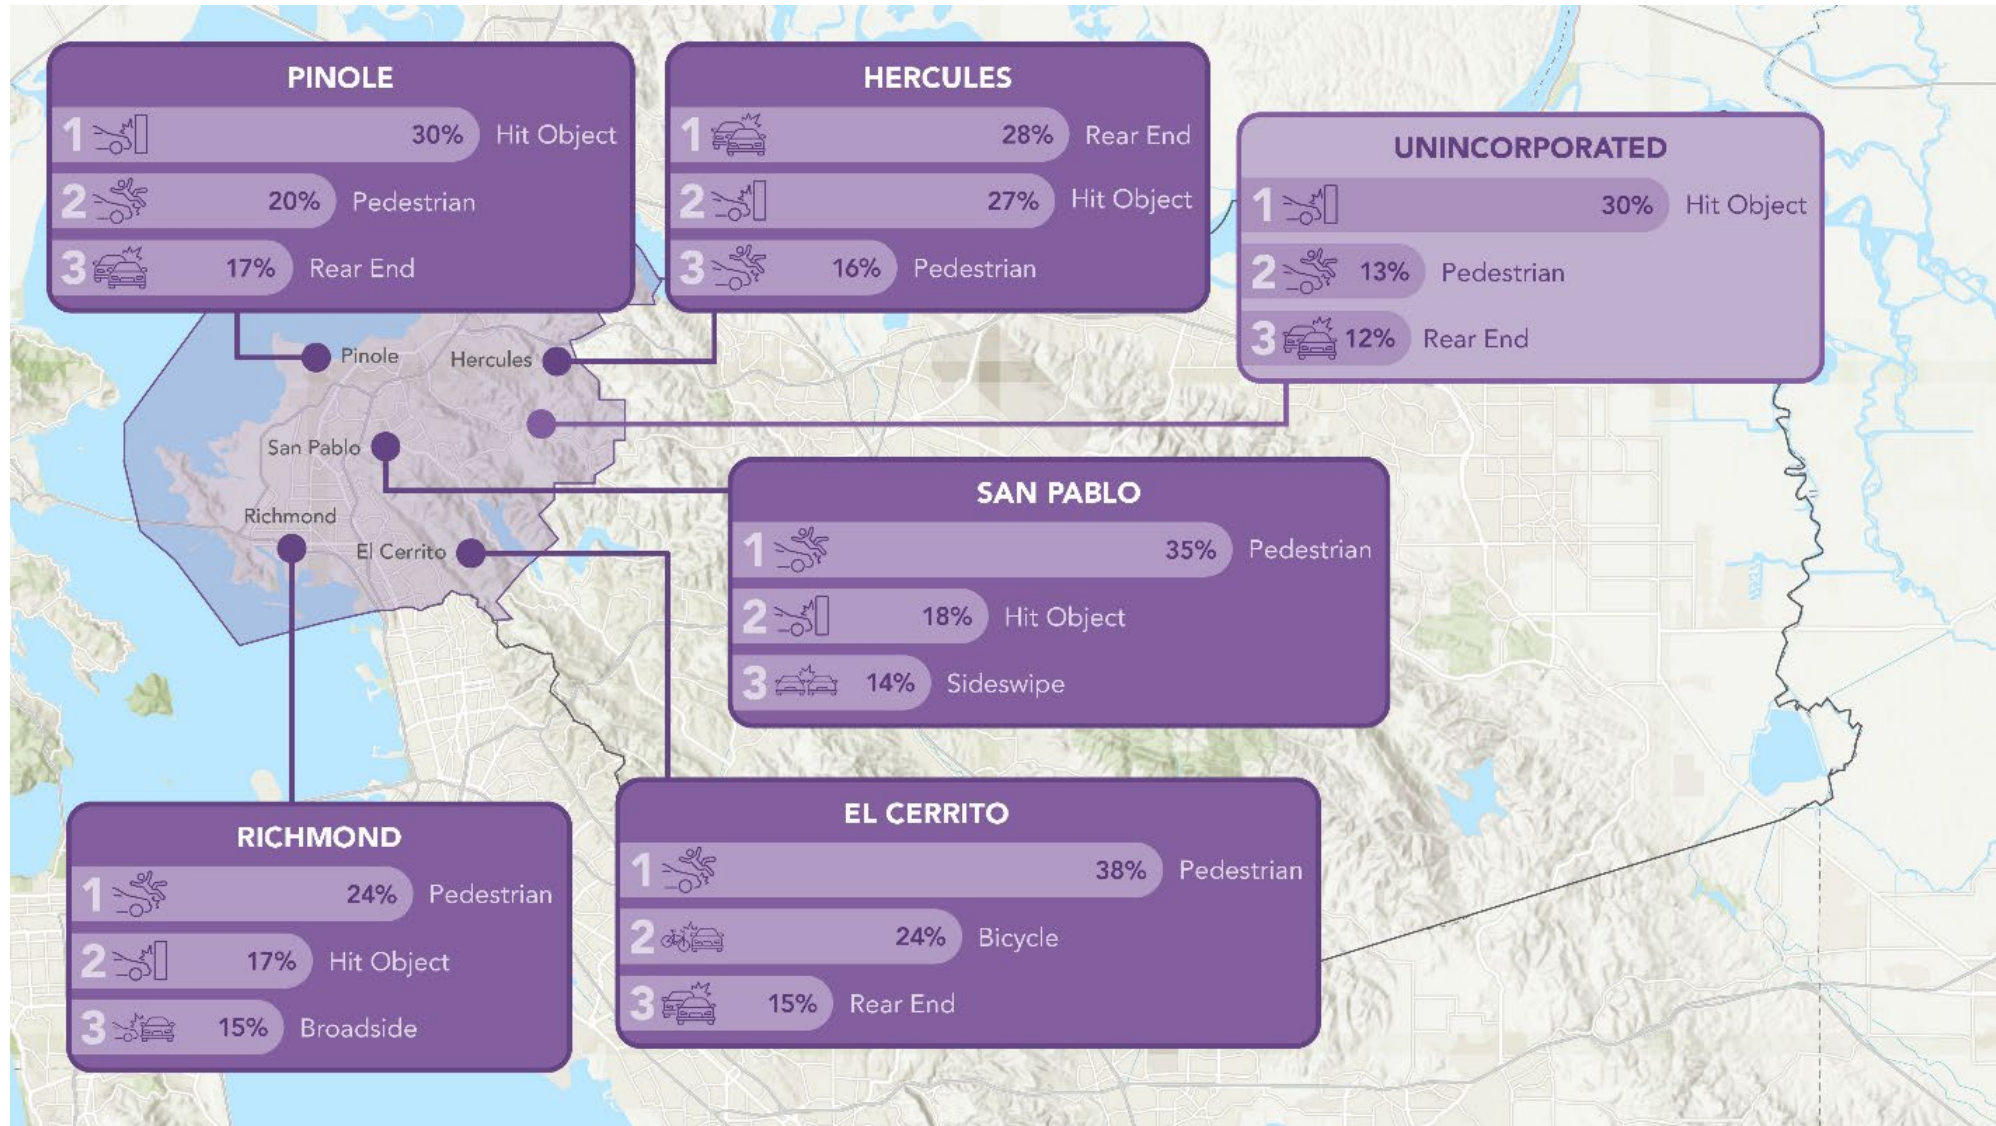 PINOLE
1 30% Hit Object
2 20% Pedestrian
3 17% Rear End
HERCULES
1 28% Rear End
2 27% Hit Object
3 16% Pedestrian
UNINCORPORATED
1 30% Hit Object
2 13% Pedestrian
3 12% Rear End
Pinole
Hercules
San Pablo
Richmond
El Cerrito
SAN PABLO
1 35% Pedestrian
2 18% Hit Object
3 14% Sideswipe
RICHMOND
1 24% Pedestrian
2 17% Hit Object
3 15% Broadside
EL CERRITO
1 38% Pedestrian
2 24% Bicycle
3 15% Rear End